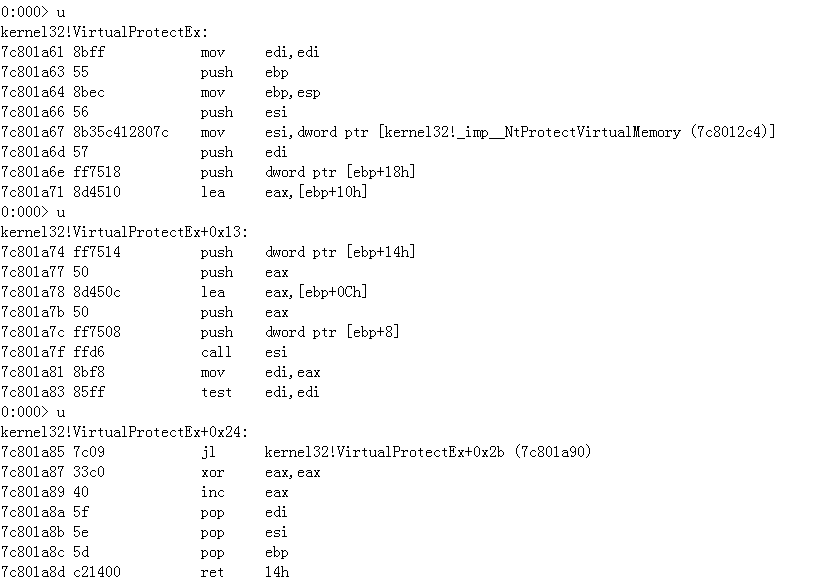 0:000> u
kernel32!VirtualProtectEx:
7c801a61 8bff            mov     edi,edi
7c801a63 55              push    ebp
7c801a64 8bec            mov     ebp,esp
7c801a66 56              push    esi
7c801a67 8b35c412807c    mov     esi,dword ptr [kernel32!_imp__NtProtectVirtualMemory (7c8012c4)]
7c801a6d 57              push    edi
7c801a6e ff7518          push    dword ptr [ebp+18h]
7c801a71 8d4510          lea     eax,[ebp+10h]
0:000> u
kernel32!VirtualProtectEx+0x13:
7c801a74 ff7514          push    dword ptr [ebp+14h]
7c801a77 50              push    eax
7c801a78 8d450c          lea     eax,[ebp+0Ch]
7c801a7b 50              push    eax
7c801a7c ff7508          push    dword ptr [ebp+8]
7c801a7f ffd6            call    esi
7c801a81 8bf8            mov     edi,eax
7c801a83 85ff            test    edi,edi
0:000> u
kernel32!VirtualProtectEx+0x24:
7c801a85 7c09            jl      kernel32!VirtualProtectEx+0x2b (7c801a90)
7c801a87 33c0            xor     eax,eax
7c801a89 40              inc     eax
7c801a8a 5f              pop     edi
7c801a8b 5e              pop     esi
7c801a8c 5d              pop     ebp
7c801a8d c21400          ret     14h